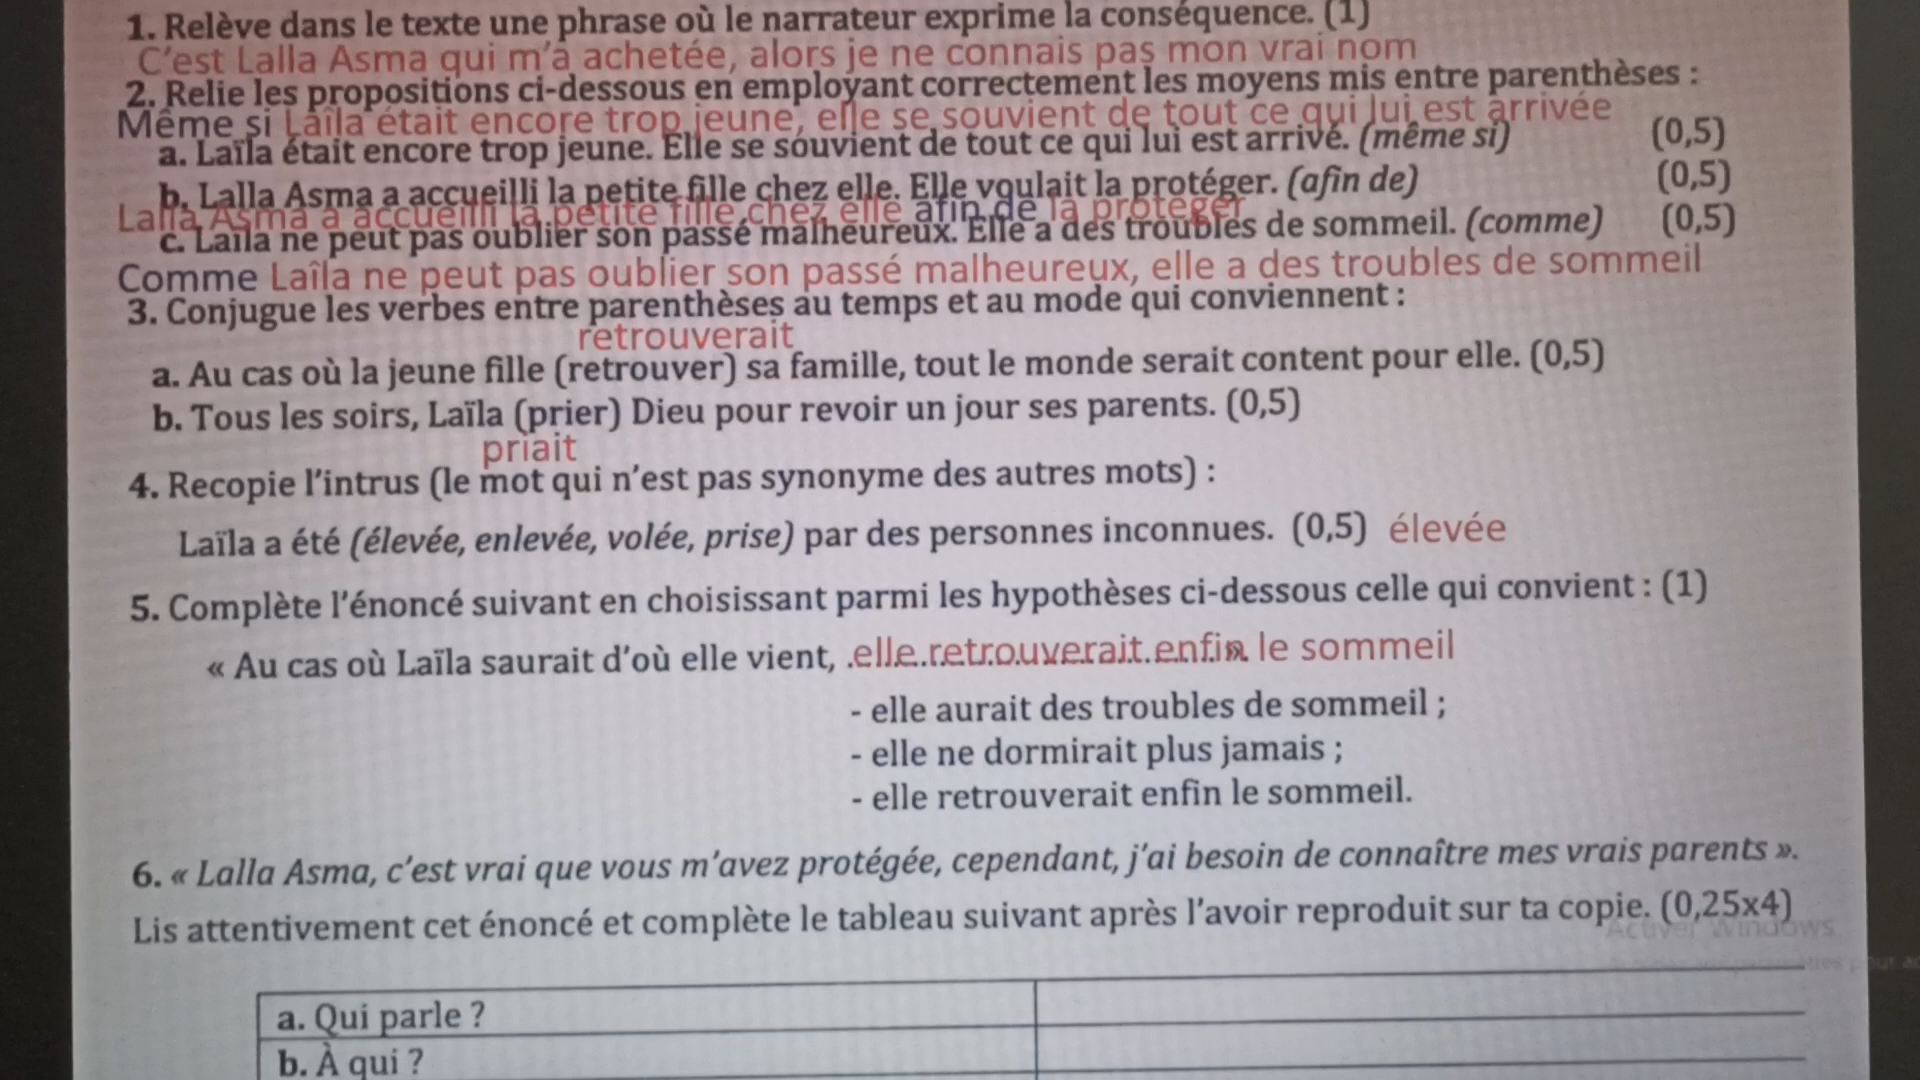 1. Relève dans le texte une phrase où le narrateur exprime la conséquence. (1)
C'est Lalla Asma qui m'a achetée, alors je ne connais pas mon vrai nom
2. Relie les propositions ci-dessous en employant correctement les moyens mis entre parenthèses :
Même si Laîla était encore trop jeune, elle se souvient de tout ce qui lui est arrivée
a. Laïla était encore trop jeune. Elle se souvient de tout ce qui lui est arrivé. (même si) (0,5)
b. Lalla Asma a accueilli la petite fille chez elle. Elle voulait la protéger. (afin de) (0,5)
Lalla Asma a accueilli la petite fille chez elle afin de la protéger
c. Laïla ne peut pas oublier son passé malheureux. Elle a des troubles de sommeil. (comme) (0,5)
Comme Laîla ne peut pas oublier son passé malheureux, elle a des troubles de sommeil
3. Conjugue les verbes entre parenthèses au temps et au mode qui conviennent :
retrouverait
a. Au cas où la jeune fille (retrouver) sa famille, tout le monde serait content pour elle. (0,5)
b. Tous les soirs, Laïla (prier) Dieu pour revoir un jour ses parents. (0,5)
priait
4. Recopie l'intrus (le mot qui n'est pas synonyme des autres mots) :
Laïla a été (élevée, enlevée, volée, prise) par des personnes inconnues. (0,5) élevée
5. Complète l'énoncé suivant en choisissant parmi les hypothèses ci-dessous celle qui convient : (1)
« Au cas où Laïla saurait d'où elle vient, elle retrouverait enfin le sommeil »
- elle aurait des troubles de sommeil ;
- elle ne dormirait plus jamais ;
- elle retrouverait enfin le sommeil.
6. « Lalla Asma, c'est vrai que vous m'avez protégée, cependant, j'ai besoin de connaître mes vrais parents ».
Lis attentivement cet énoncé et complète le tableau suivant après l'avoir reproduit sur ta copie. (0,25x4)
Activer Windows
a. Qui parle ?
b. À qui ?